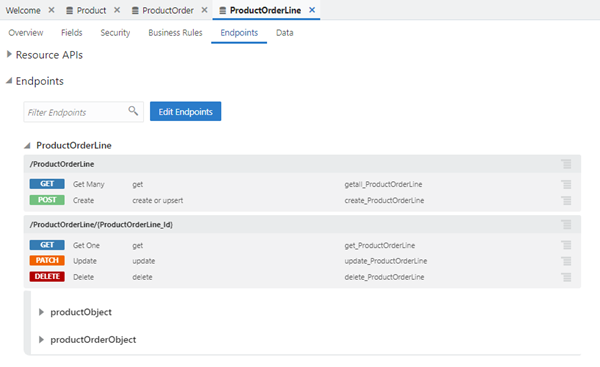 Welcome × Product × ProductOrder × ProductOrderLine ×
Overview Fields Security Business Rules Endpoints Data
Resource APIs
Endpoints
Filter Endpoints Edit Endpoints
ProductOrderLine
/ProductOrderLine
GET Get Many get getall_ProductOrderLine
POST Create create or upsert create_ProductOrderLine
/ProductOrderLine/{ProductOrderLine_Id}
GET Get One get get_ProductOrderLine
PATCH Update update update_ProductOrderLine
DELETE Delete delete delete_ProductOrderLine
productObject
productOrderObject